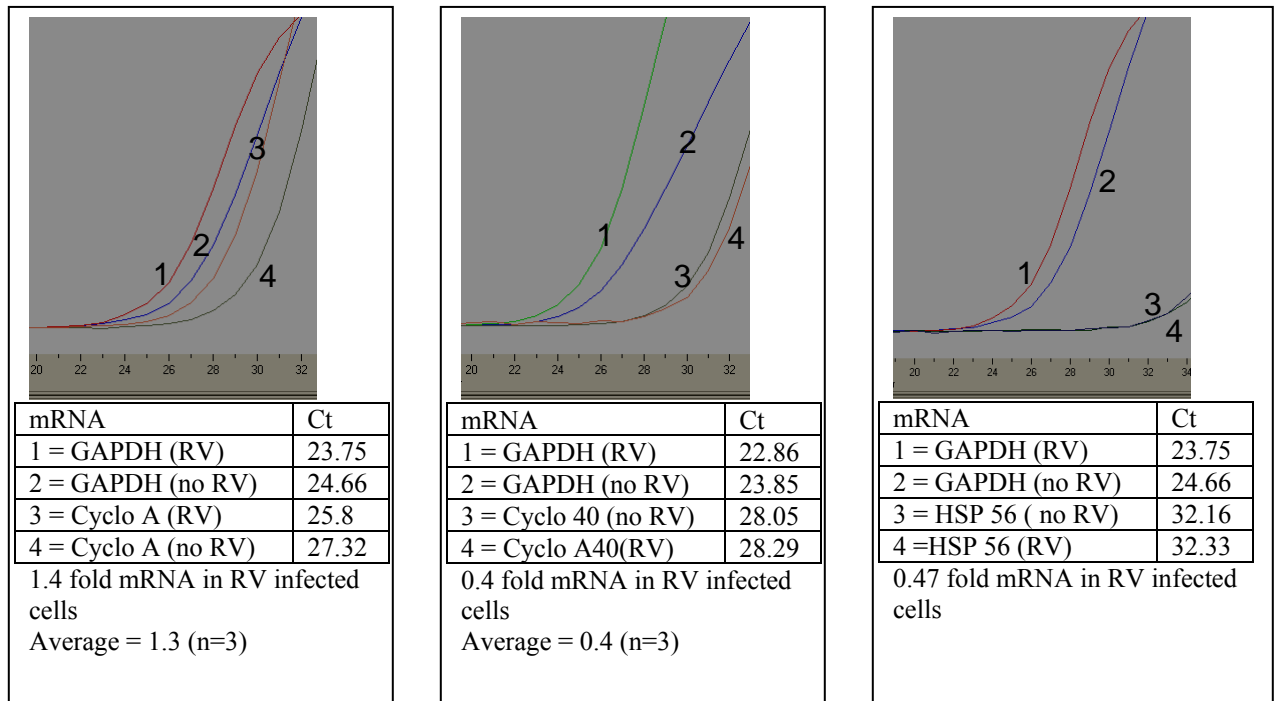 3
2
1
4
20 22 24 26 28 30 32
mRNA Ct
1 = GAPDH (RV) 23.75
2 = GAPDH (no RV) 24.66
3 = Cyclo A (RV) 25.8
4 = Cyclo A (no RV) 27.32
1.4 fold mRNA in RV infected
cells
Average = 1.3 (n=3)
2
1
4
3
20 22 24 26 28 30 32
mRNA Ct
1 = GAPDH (RV) 22.86
2 = GAPDH (no RV) 23.85
3 = Cyclo 40 (no RV) 28.05
4 = Cyclo A40(RV) 28.29
0.4 fold mRNA in RV infected
cells
Average = 0.4 (n=3)
2
1
3
4
20 22 24 26 28 30 32 34
mRNA Ct
1 = GAPDH (RV) 23.75
2 = GAPDH (no RV) 24.66
3 = HSP 56 ( no RV) 32.16
4 =HSP 56 (RV) 32.33
0.47 fold mRNA in RV infected
cells